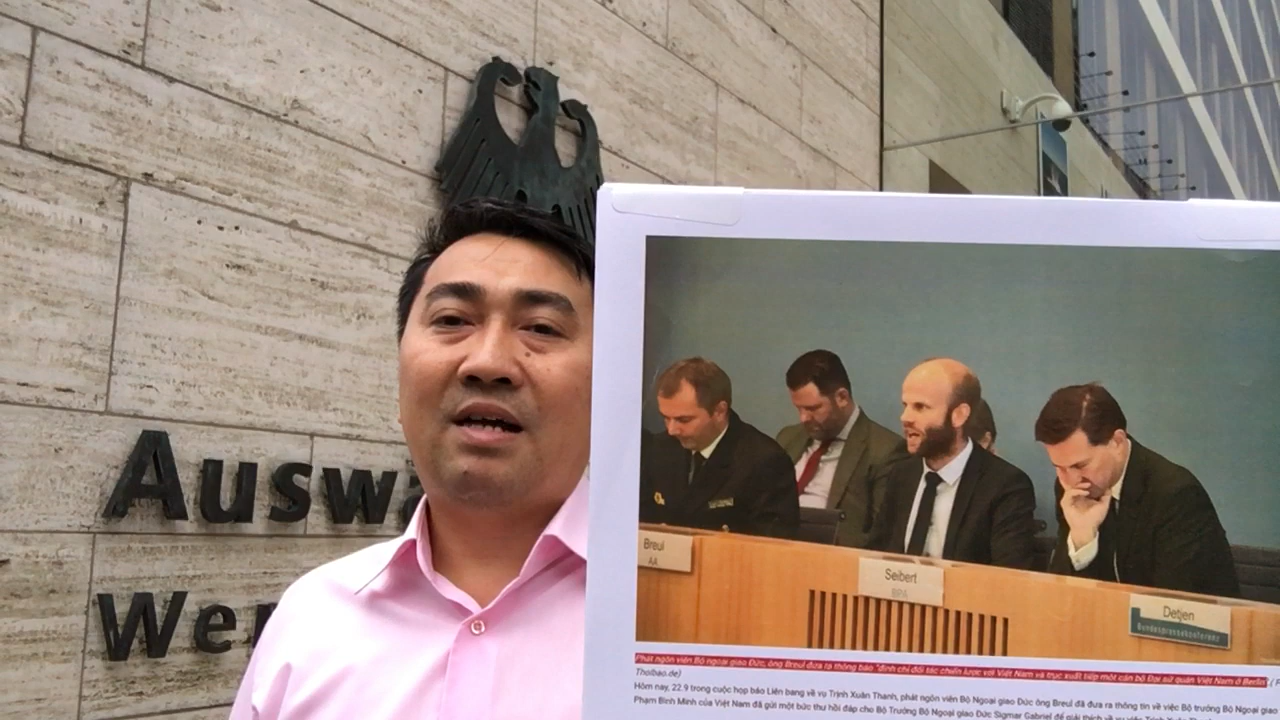 Auswä
Wer
Breul
AA
Seibert
BPA
Detjen
Bundespressekonferenz
Phát ngôn viên Bộ ngoại giao Đức, ông Breul đưa ra thông báo "đình chỉ đối tác chiến lược với Việt Nam và trục xuất tiếp một cán bộ Đại sứ quán Việt Nam ở Berlin" (F
Thoibao.de)
Hôm nay, 22.9 trong cuộc họp báo Liên bang về vụ Trịnh Xuân Thanh, phát ngôn viên Bộ Ngoại giao Đức ông Breul đã đưa ra thông tin về việc Bộ trưởng Bộ Ngoại giao
Phạm Bình Minh của Việt Nam đã gửi một bức thư hồi đáp cho Bộ Trưởng Bộ Ngoại giao Đức Sigmar Gabriel để giải thích về vụ việc Trịnh